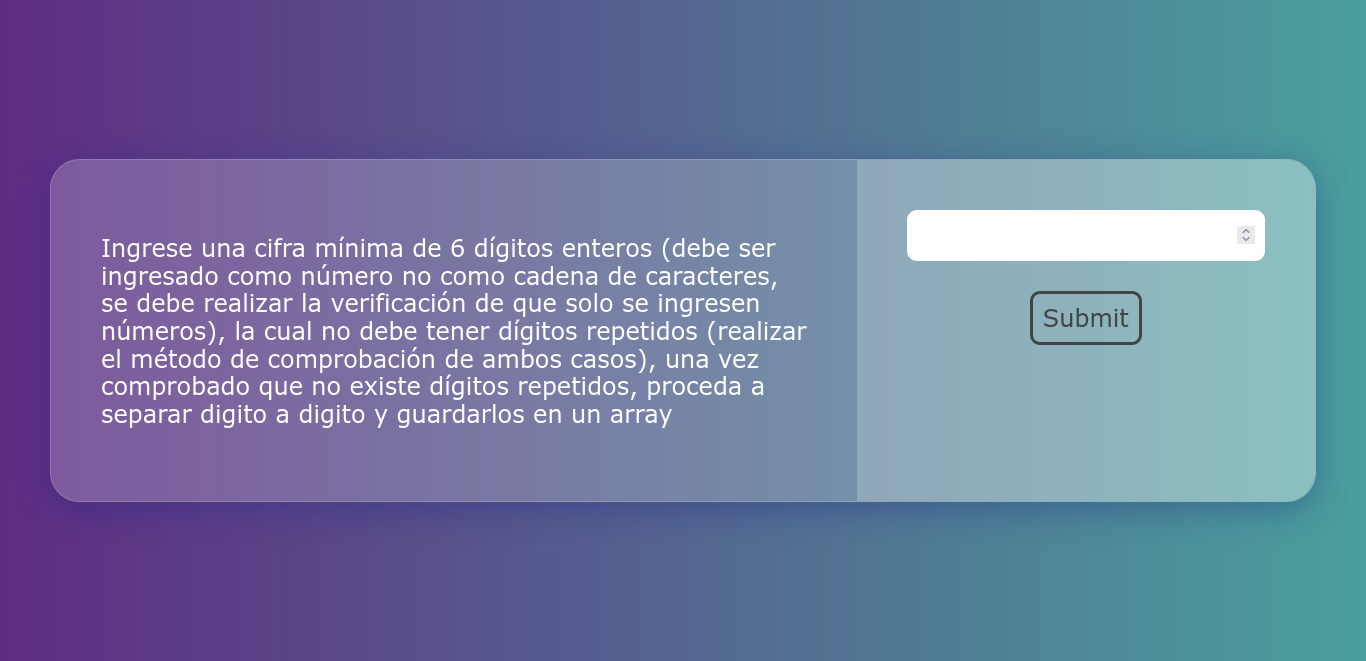 Ingrese una cifra mínima de 6 dígitos enteros (debe ser
ingresado como número no como cadena de caracteres,
se debe realizar la verificación de que solo se ingresen
números), la cual no debe tener dígitos repetidos (realizar
el método de comprobación de ambos casos), una vez
comprobado que no existe dígitos repetidos, proceda a
separar digito a digito y guardarlos en un array
Submit